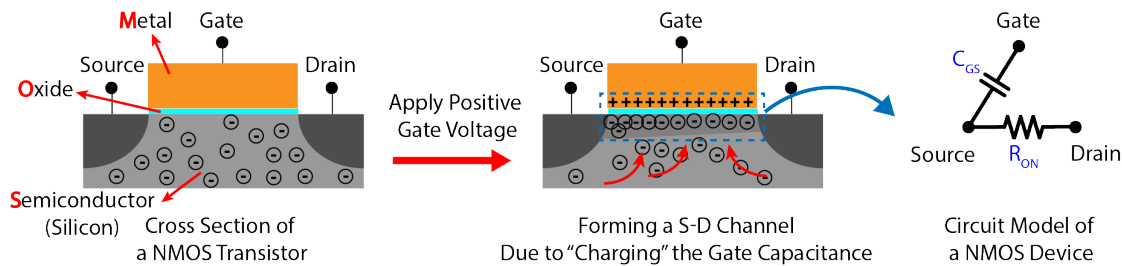 Metal
Gate
Source
Drain
Oxide
Semiconductor
(Silicon)
Cross Section of
a NMOS Transistor
Apply Positive
Gate Voltage
Gate
Source
Drain
+++++++++++++
Forming a S-D Channel
Due to “Charging” the Gate Capacitance
Gate
CGS
Source
RON
Drain
Circuit Model of
a NMOS Device